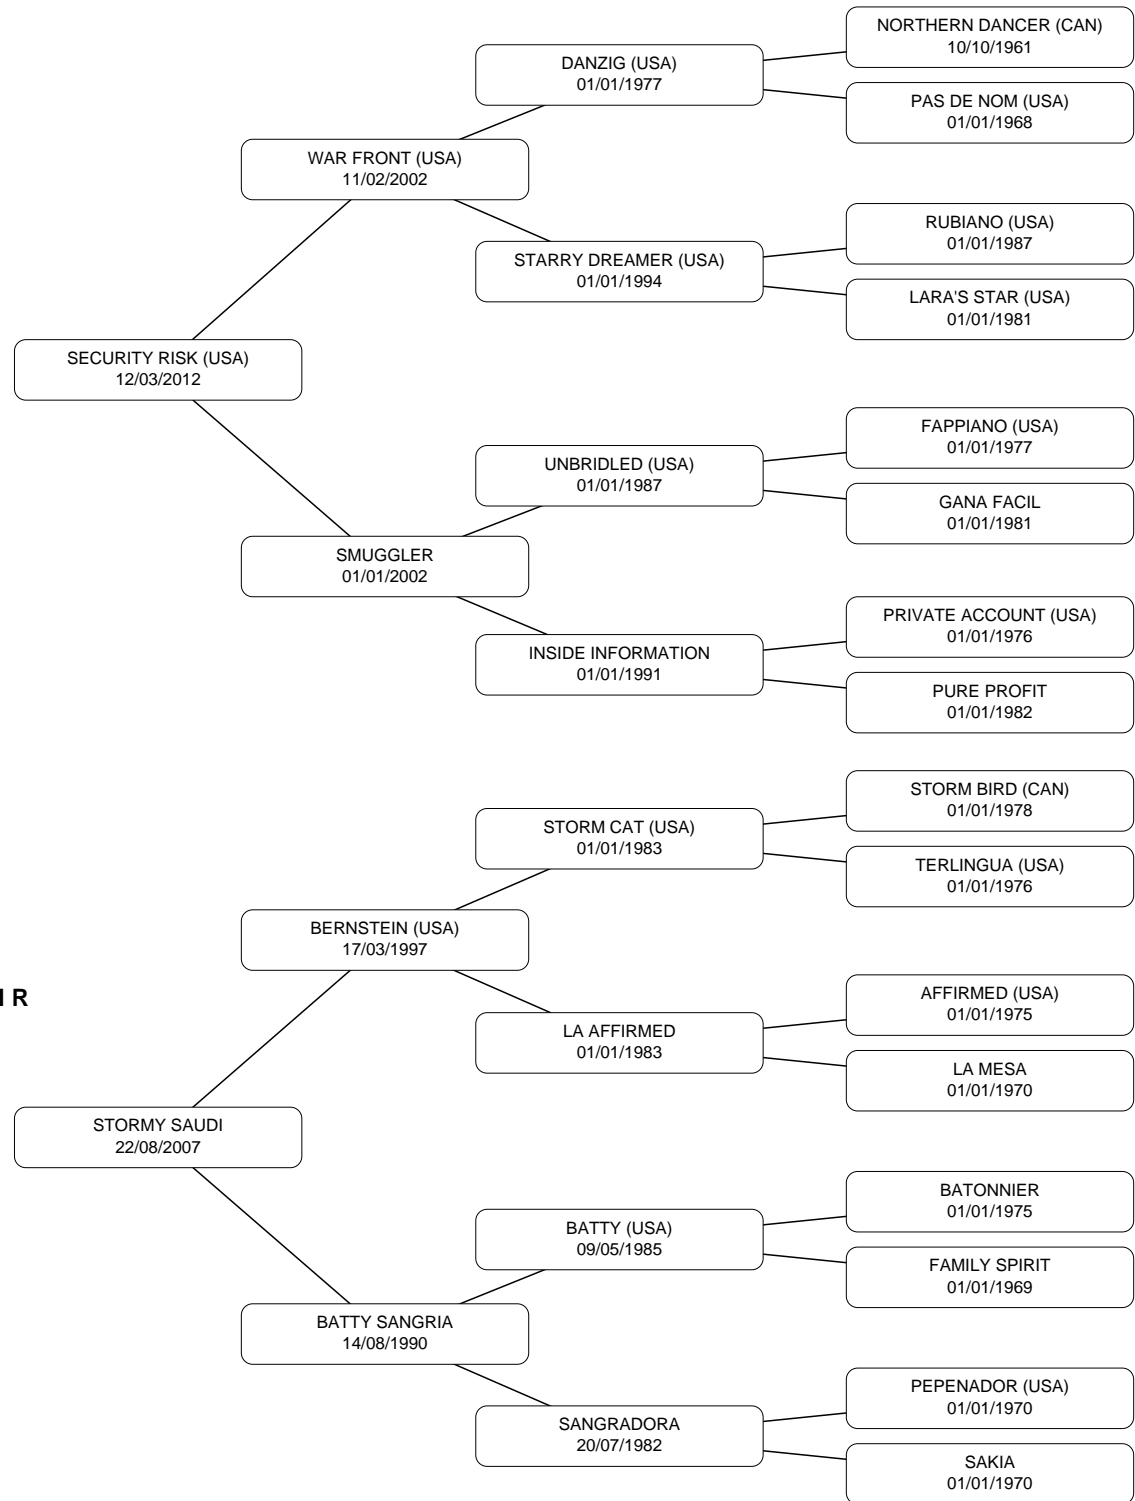 NORTHERN DANCER (CAN)
10/10/1961
DANZIG (USA)
01/01/1977
PAS DE NOM (USA)
01/01/1968
WAR FRONT (USA)
11/02/2002
RUBIANO (USA)
01/01/1987
STARRY DREAMER (USA)
01/01/1994
LARA'S STAR (USA)
01/01/1981
SECURITY RISK (USA)
12/03/2012
FAPPIANO (USA)
01/01/1977
UNBRIDLED (USA)
01/01/1987
GANA FACIL
01/01/1981
SMUGGLER
01/01/2002
PRIVATE ACCOUNT (USA)
01/01/1976
INSIDE INFORMATION
01/01/1991
PURE PROFIT
01/01/1982
STORM BIRD (CAN)
01/01/1978
STORM CAT (USA)
01/01/1983
TERLINGUA (USA)
01/01/1976
BERNSTEIN (USA)
17/03/1997
AFFIRMED (USA)
01/01/1975
LA AFFIRMED
01/01/1983
LA MESA
01/01/1970
STORMY SAUDI
22/08/2007
BATONNIER
01/01/1975
BATTY (USA)
09/05/1985
FAMILY SPIRIT
01/01/1969
BATTY SANGRIA
14/08/1990
PEPENADOR (USA)
01/01/1970
SANGRADORA
20/07/1982
SAKIA
01/01/1970